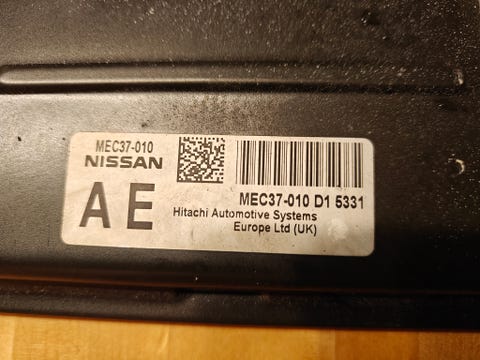 MEC37-010
NISSAN
AE
MEC37-010 D1 5331
Hitachi Automotive Systems
Europe Ltd (UK)